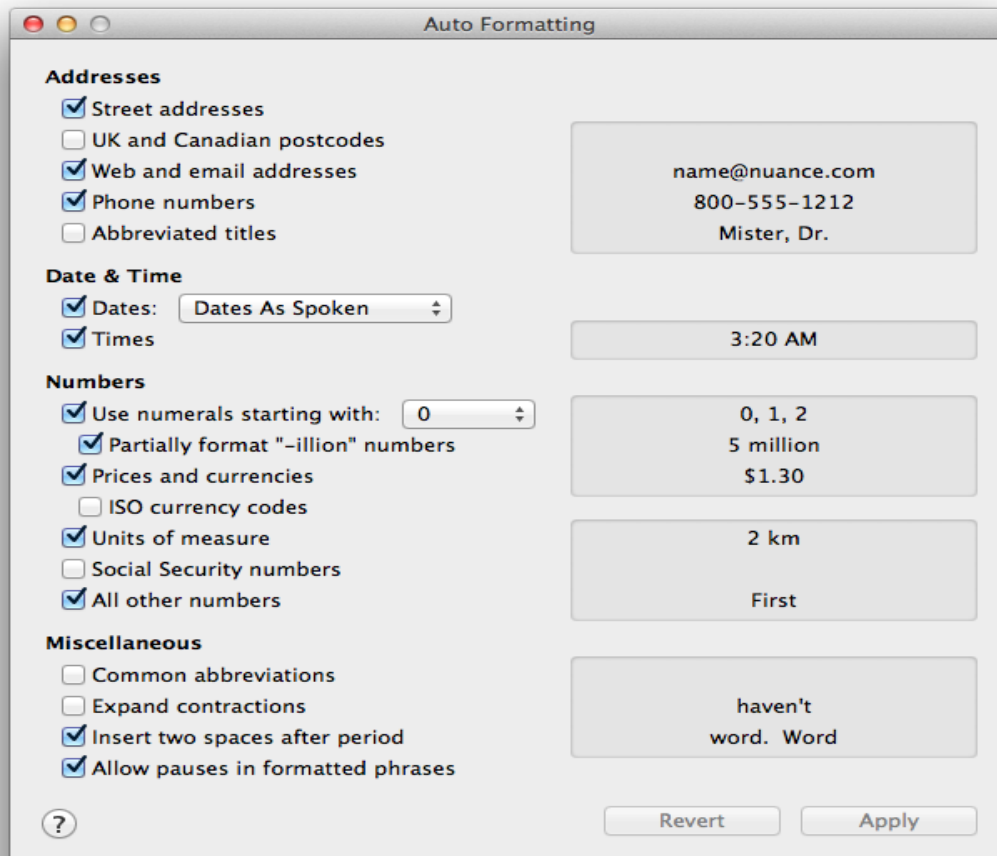 Auto Formatting
Addresses
Street addresses
UK and Canadian postcodes
Web and email addresses name@nuance.com
Phone numbers 800-555-1212
Abbreviated titles Mister, Dr.
Date & Time
Dates: Dates As Spoken
Times 3:20 AM
Numbers
Use numerals starting with: 0 0, 1, 2
Partially format "-illion" numbers 5 million
Prices and currencies $1.30
ISO currency codes
Units of measure 2 km
Social Security numbers
All other numbers First
Miscellaneous
Common abbreviations
Expand contractions haven't
Insert two spaces after period word.  Word
Allow pauses in formatted phrases
? Revert Apply